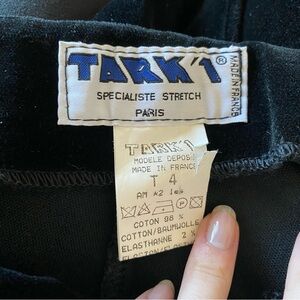 TARK'1®
SPECIALISTE STRETCH
PARIS
MADE IN FRANCE
TARK'1
MODELE DEPOS
MADE IN FRANCE
T 4
COTON 98 %
COTTON/BAUMWOLLE
ELASTHANNE 2 %